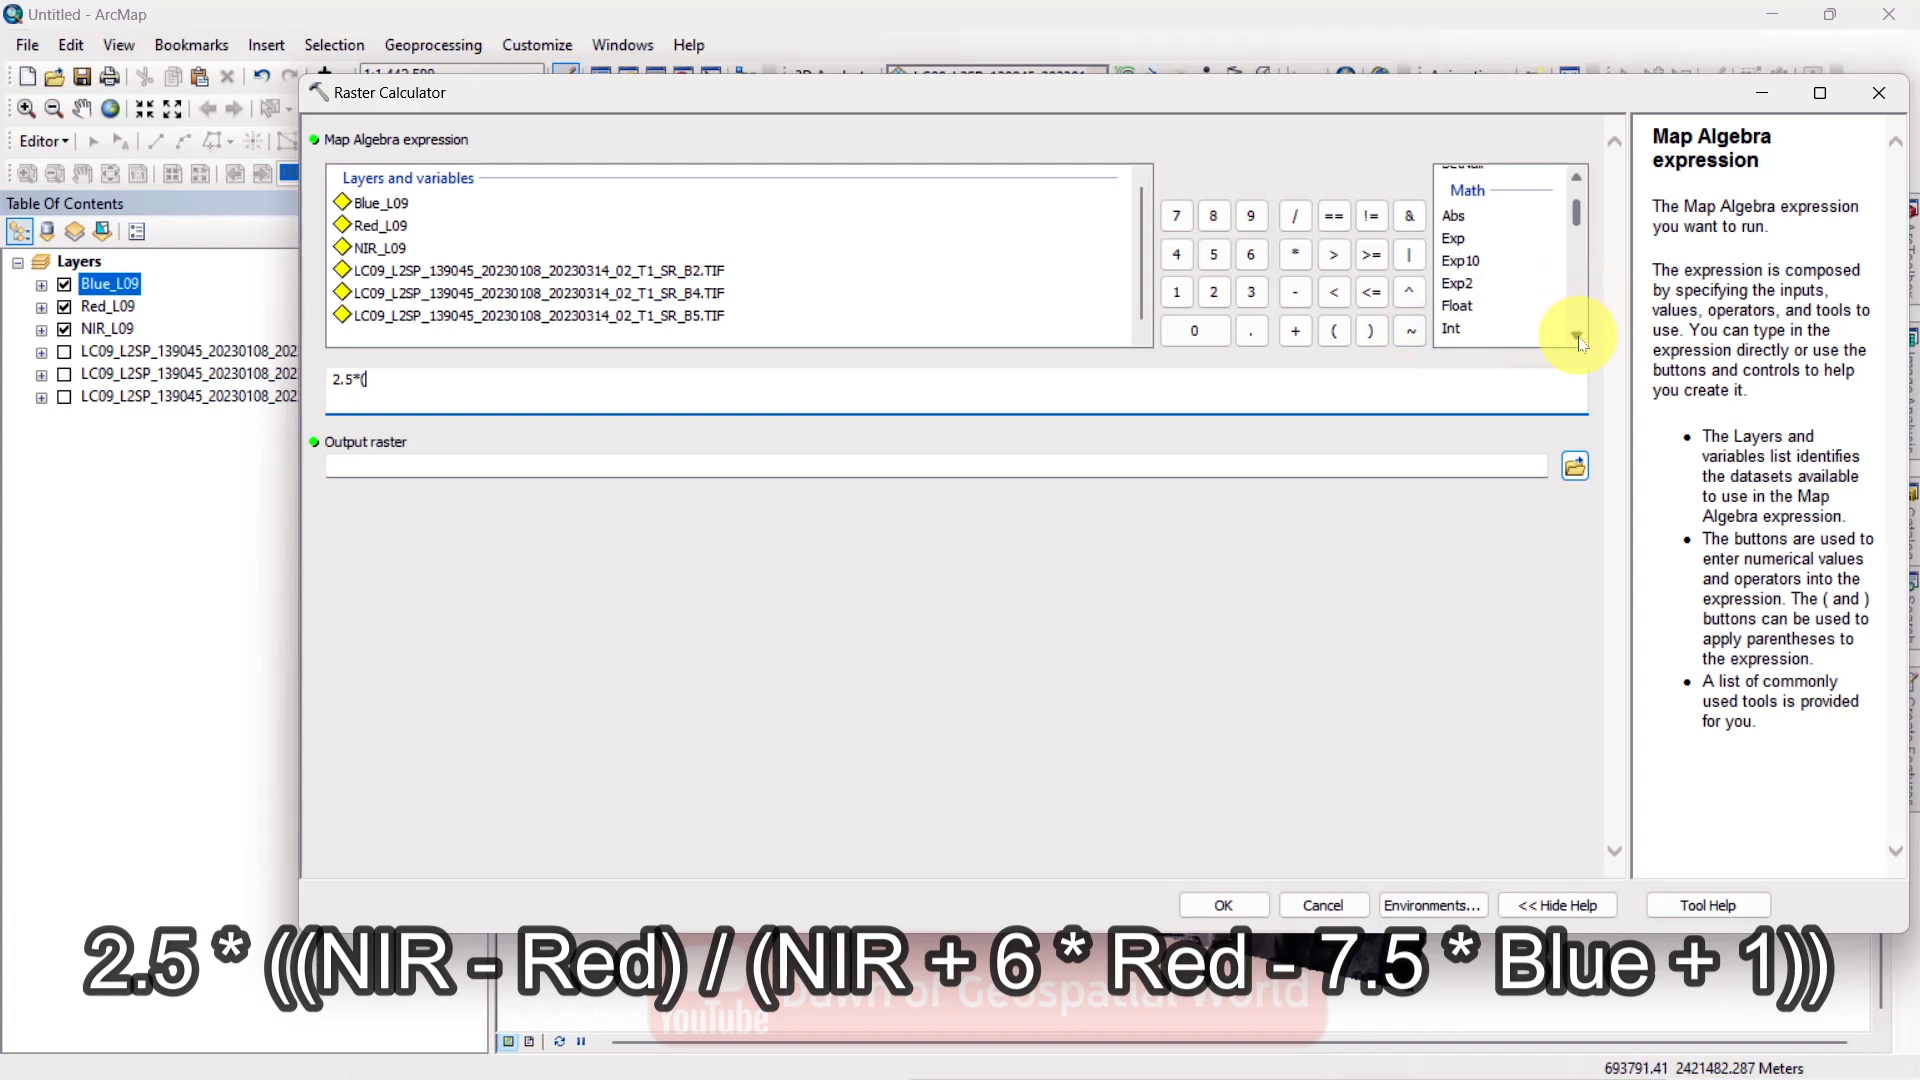 Untitled - ArcMap
File Edit View Bookmarks Insert Selection Geoprocessing Customize Windows Help
Raster Calculator
Editor
Map Algebra expression
Layers and variables
Blue_L09
Red_L09
NIR_L09
LC09_L2SP_139045_20230108_20230314_02_T1_SR_B2.TIF
LC09_L2SP_139045_20230108_20230314_02_T1_SR_B4.TIF
LC09_L2SP_139045_20230108_20230314_02_T1_SR_B5.TIF
7 8 9 / == != &
4 5 6 * > >= |
1 2 3 - < <= ^
0 . + ( ) ~
Math
Abs
Exp
Exp10
Exp2
Float
Int
2.5*(
Output raster
OK Cancel Environments... << Hide Help Tool Help
Table Of Contents
Layers
Blue_L09
Red_L09
NIR_L09
LC09_L2SP_139045_20230108_202
LC09_L2SP_139045_20230108_202
LC09_L2SP_139045_20230108_202
Map Algebra
expression
The Map Algebra expression
you want to run.
The expression is composed
by specifying the inputs,
values, operators, and tools to
use. You can type in the
expression directly or use the
buttons and controls to help
you create it.
• The Layers and
variables list identifies
the datasets available
to use in the Map
Algebra expression.
• The buttons are used to
enter numerical values
and operators into the
expression. The ( and )
buttons can be used to
apply parentheses to
the expression.
• A list of commonly
used tools is provided
for you.
2.5 * (((NIR - Red) / (NIR + 6 * Red - 7.5 * Blue + 1)))
Dawn of Geospatial World
YouTube
693791.41 2421482.287 Meters